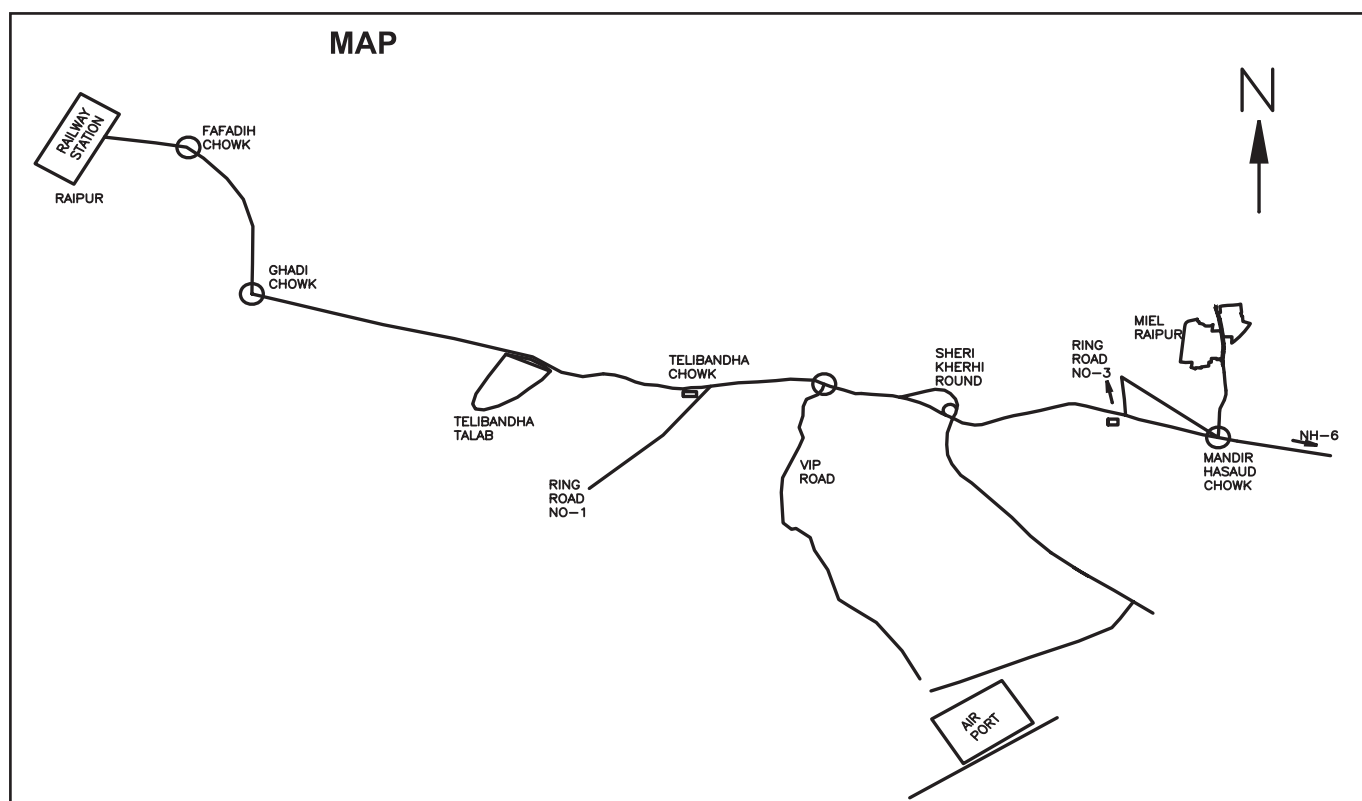 MAP
N
RAILWAY
STATION
RAIPUR
FAFADIH
CHOWK
GHADI
CHOWK
TELIBANDHA
TALAB
TELIBANDHA
CHOWK
RING
ROAD
NO-1
VIP
ROAD
SHERI
KHERHI
ROUND
RING
ROAD
NO-3
MIEL
RAIPUR
NH-6
MANDIR
HASAUD
CHOWK
AIR
PORT